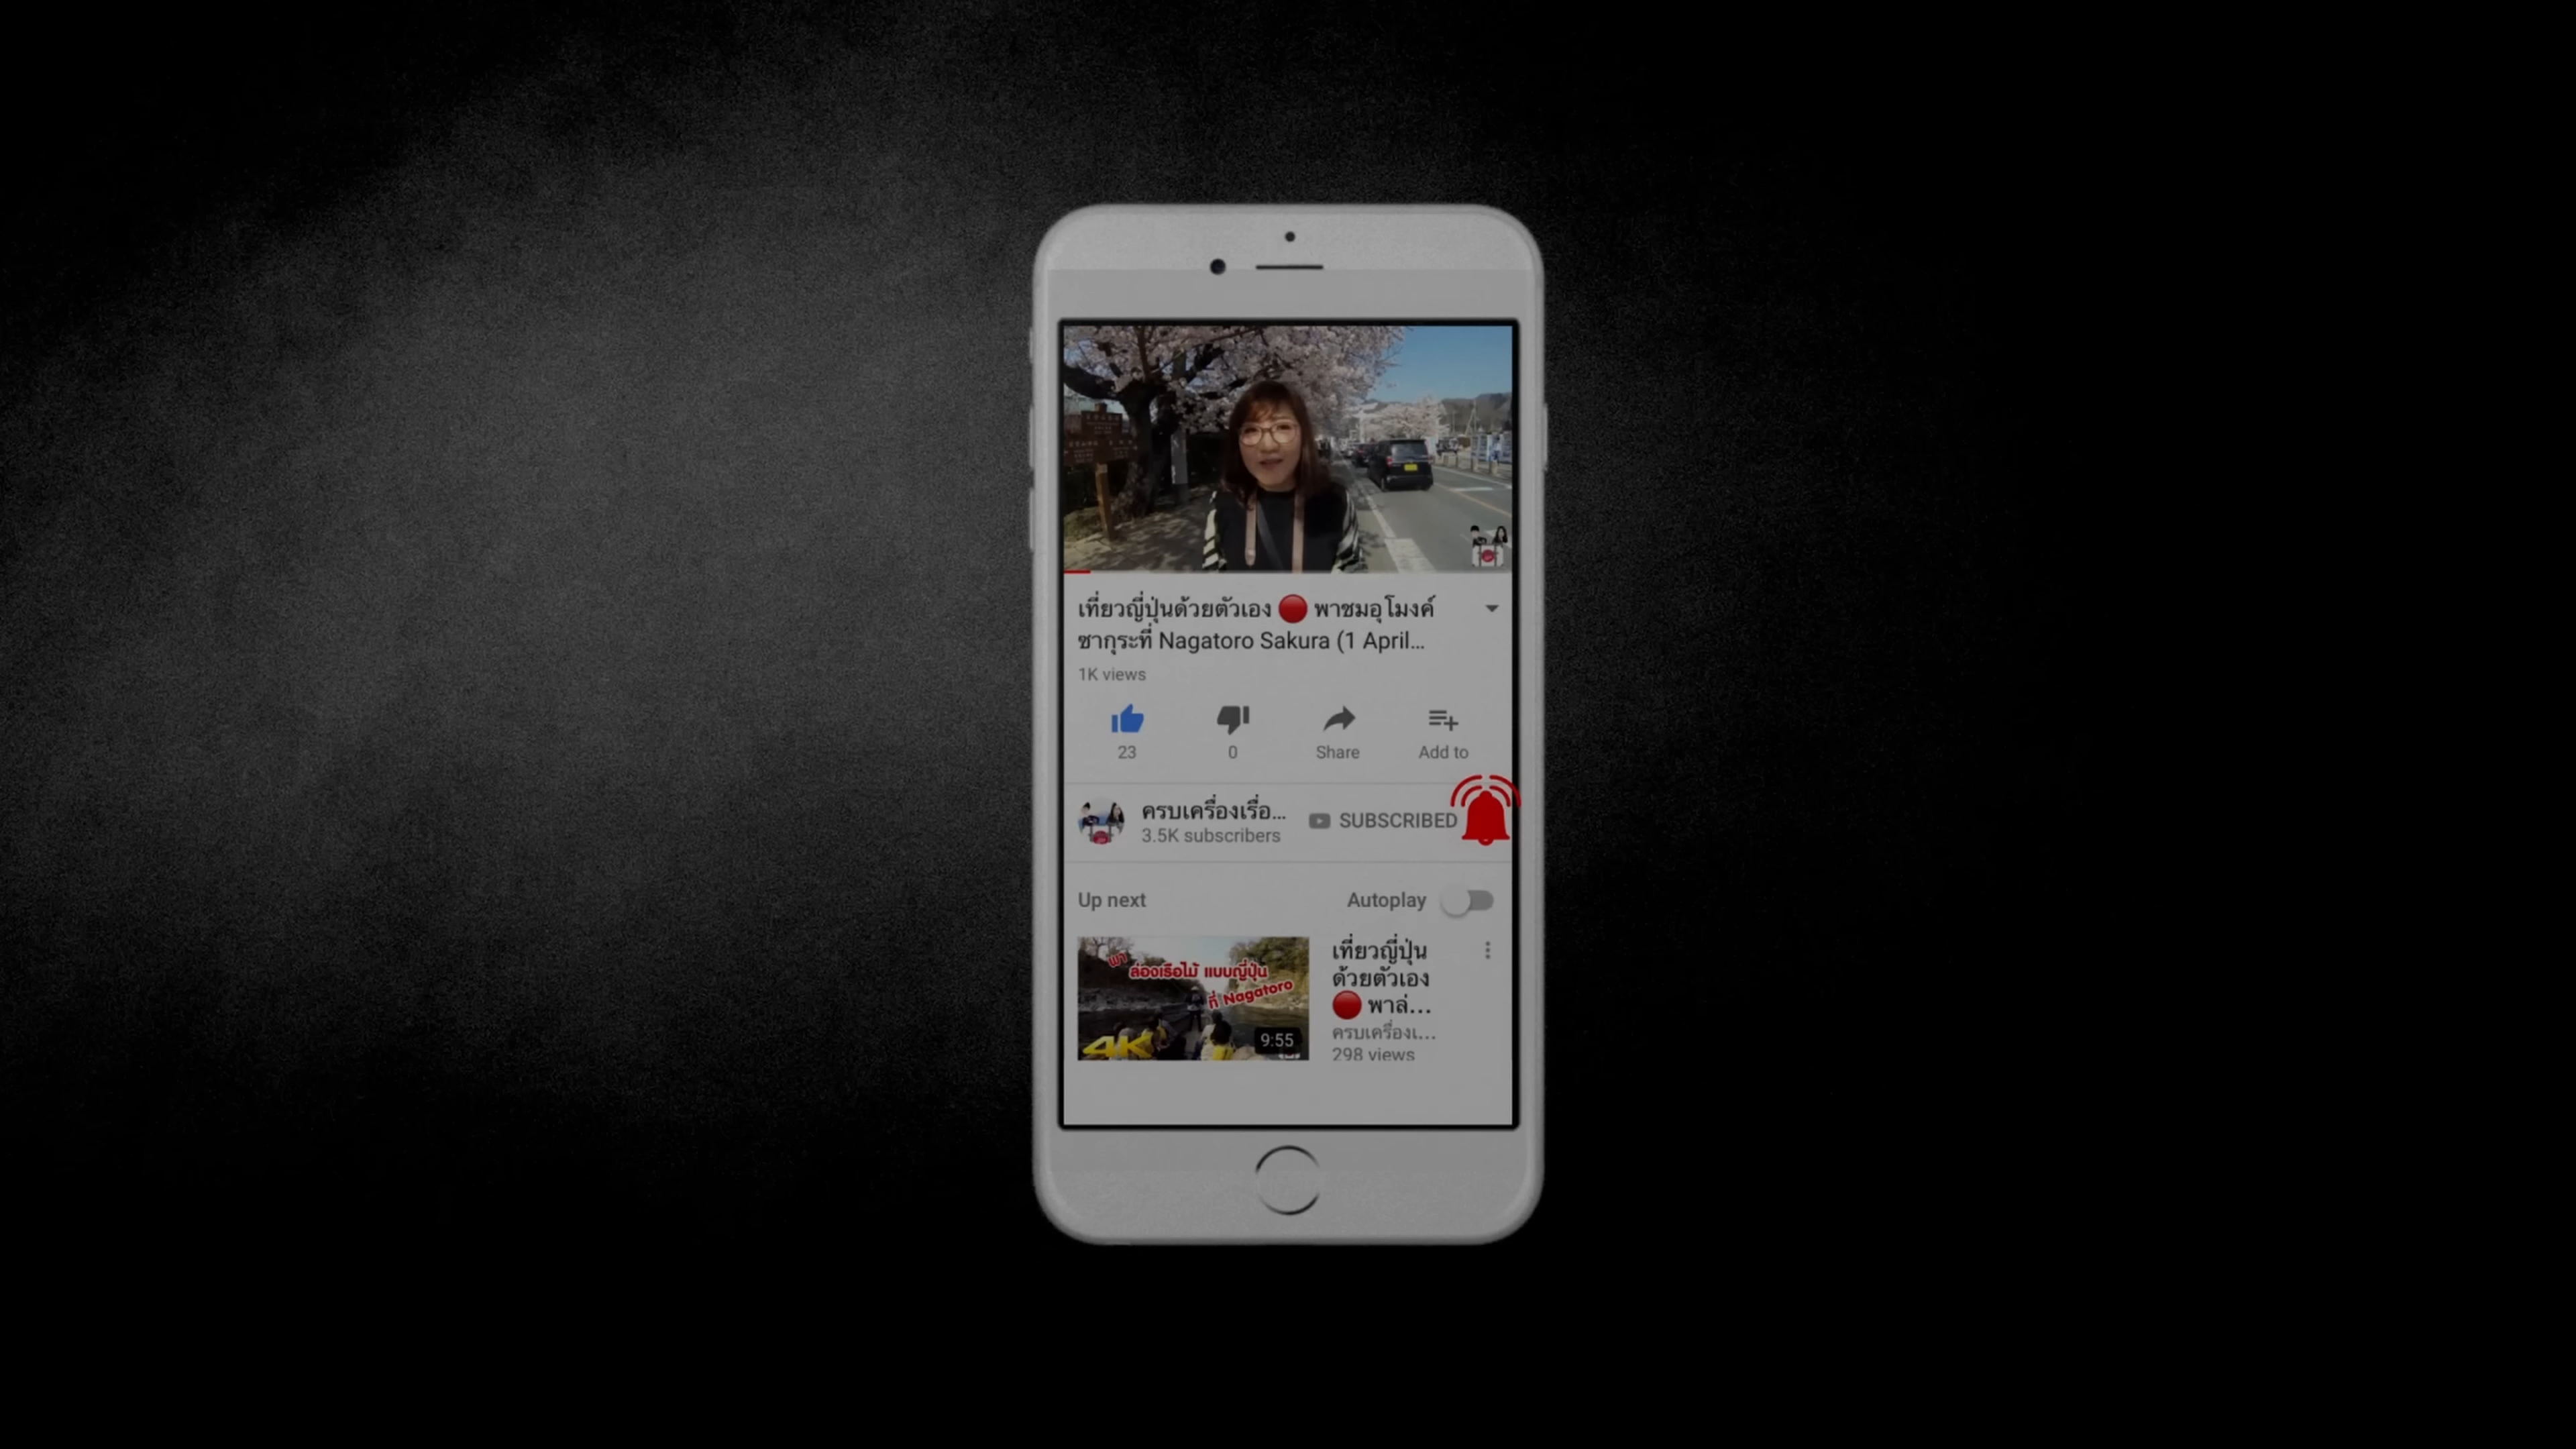 เที่ยวญี่ปุ่นด้วยตัวเอง 🔴 พาชมอุโมงค์
ซากุระที่ Nagatoro Sakura (1 April...
1K views
23
0
Share
Add to
ครบเครื่องเรื่อ...
3.5K subscribers
SUBSCRIBED
Up next
Autoplay
พา
ล่องเรือไม้ แบบญี่ปุ่น
ที่ Nagatoro
4K
9:55
เที่ยวญี่ปุ่น
ด้วยตัวเอง
🔴 พาล่...
ครบเครื่องเ...
298 views